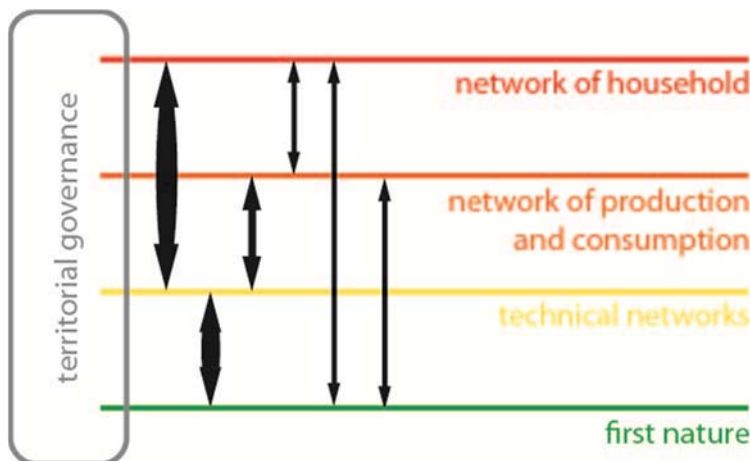 territorial governance
network of household
network of production
and consumption
technical networks
first nature